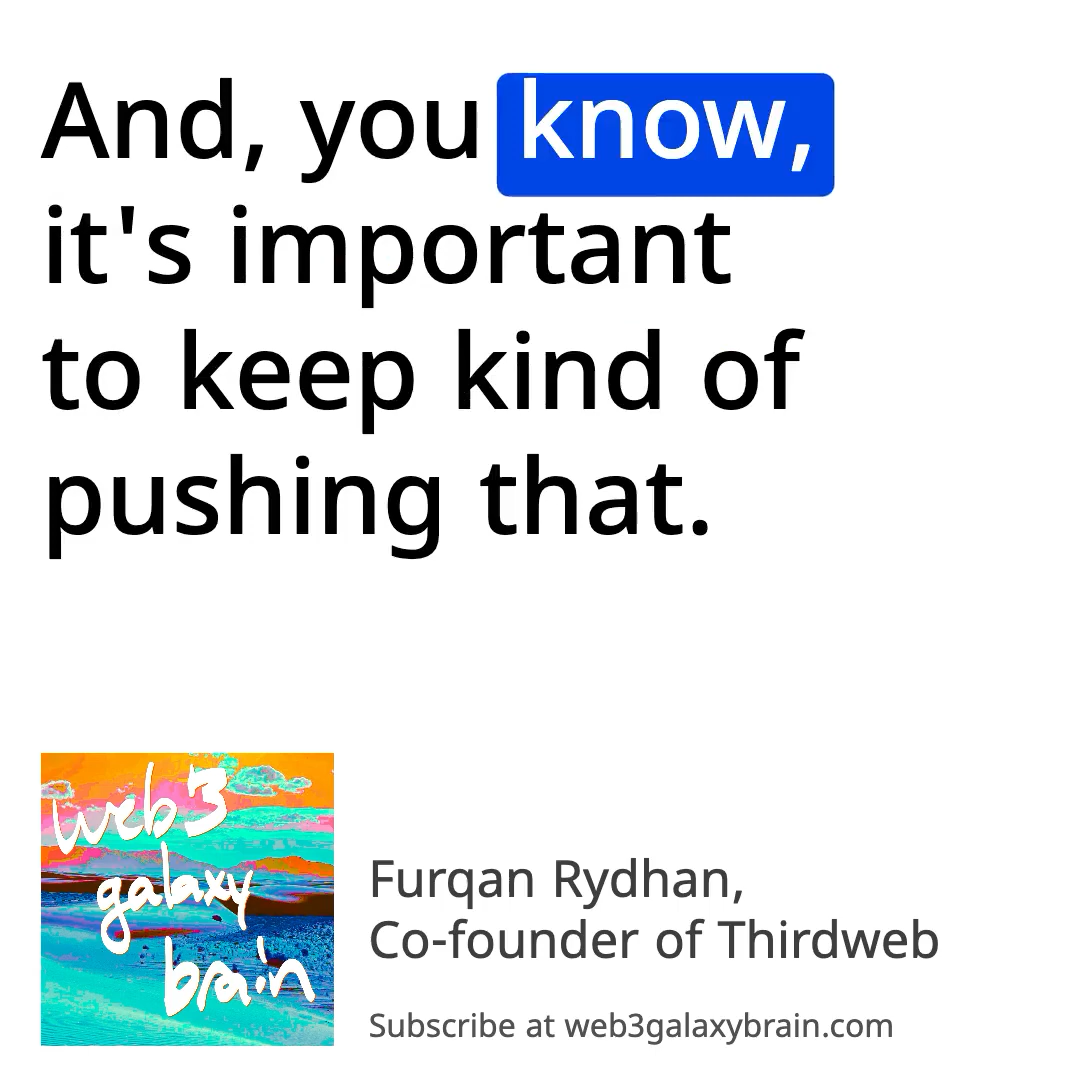 And, you know,
it's important
to keep kind of
pushing that.
web3
galaxy
brain
Furqan Rydhan,
Co-founder of Thirdweb
Subscribe at web3galaxybrain.com